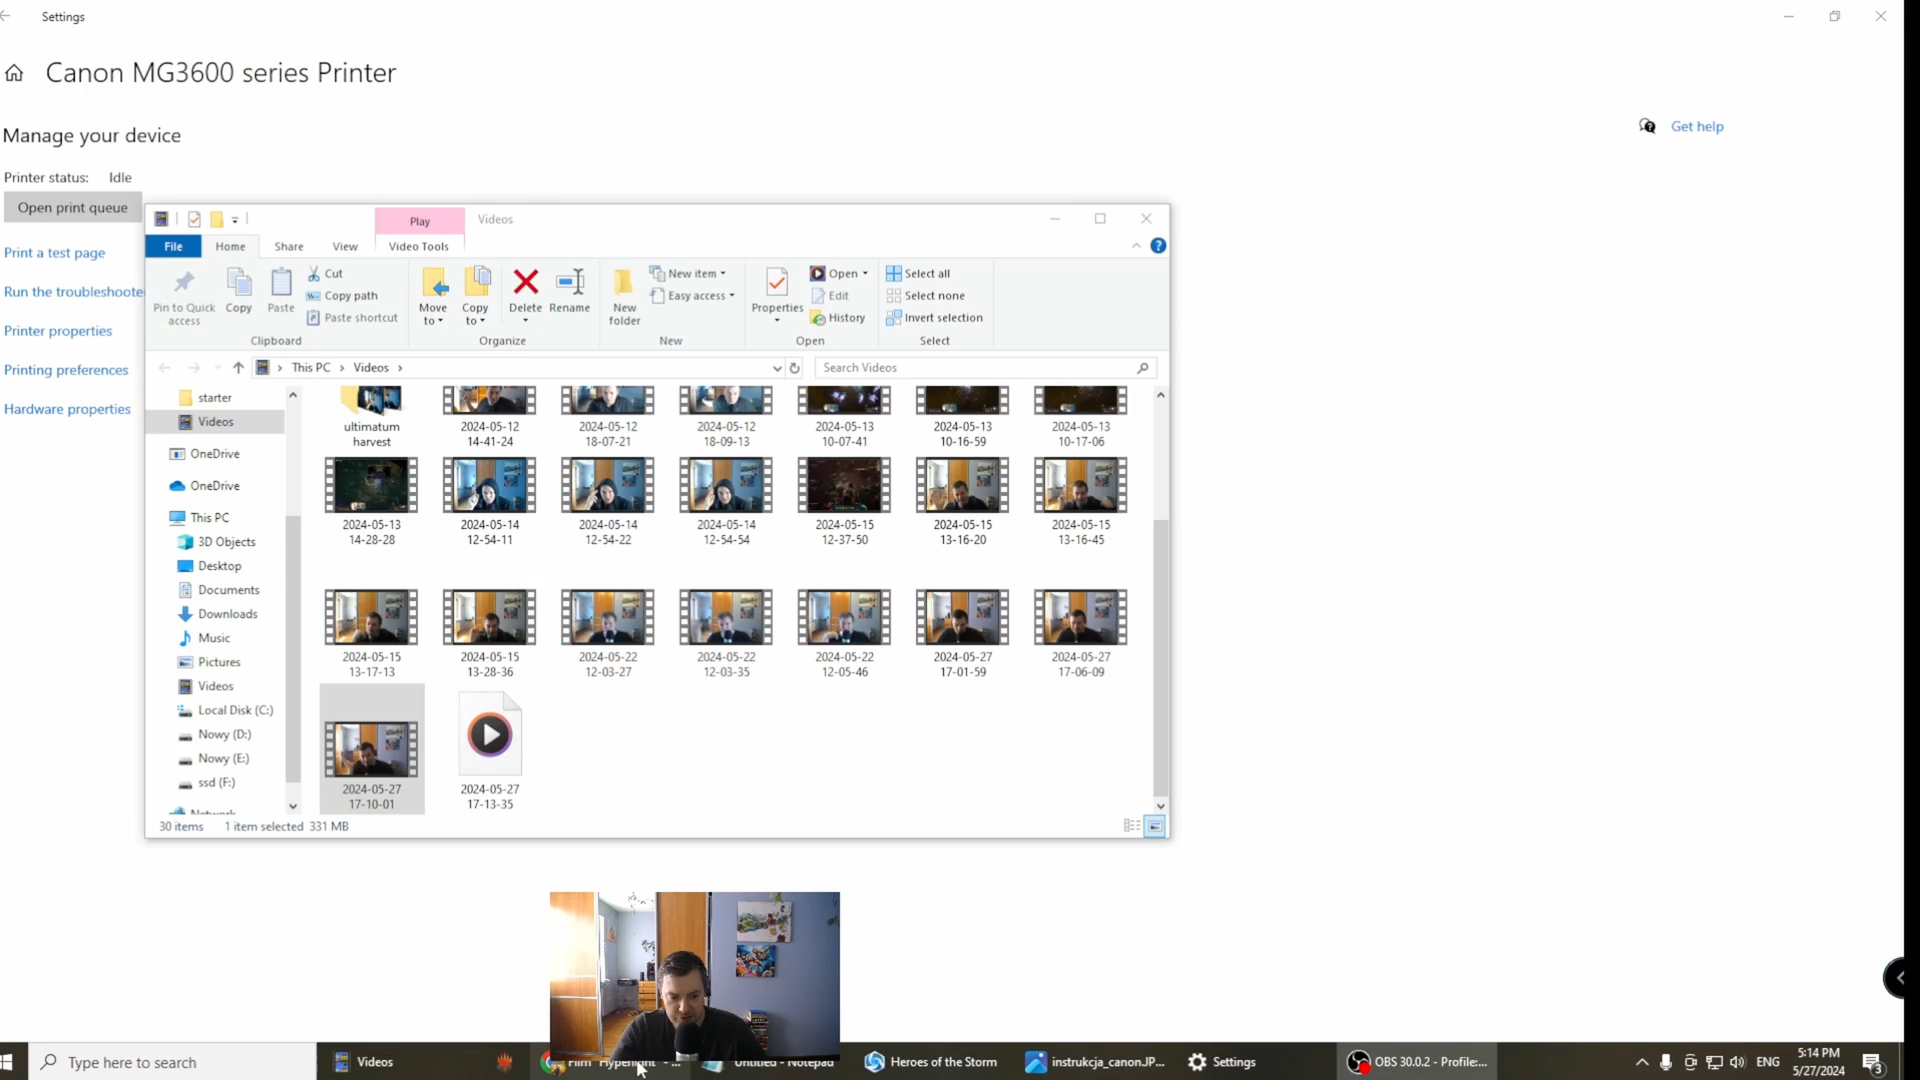 Settings
Canon MG3600 series Printer
Manage your device
Get help
Printer status: Idle
Open print queue
Print a test page
Run the troubleshoote
Printer properties
Printing preferences
Hardware properties
Play
Videos
File
Home
Share
View
Video Tools
Pin to Quick access
Copy
Paste
Cut
Copy path
Paste shortcut
Clipboard
Move to
Copy to
Delete
Rename
Organize
New folder
New item
Easy access
New
Properties
Open
Edit
History
Open
Select all
Select none
Invert selection
Select
This PC
Videos
Search Videos
starter
Videos
OneDrive
OneDrive
This PC
3D Objects
Desktop
Documents
Downloads
Music
Pictures
Videos
Local Disk (C:)
Nowy (D:)
Nowy (E:)
ssd (F:)
Network
ultimatum harvest
2024-05-12 14-41-24
2024-05-12 18-07-21
2024-05-12 18-09-13
2024-05-13 10-07-41
2024-05-13 10-16-59
2024-05-13 10-17-06
2024-05-13 14-28-28
2024-05-14 12-54-11
2024-05-14 12-54-22
2024-05-14 12-54-54
2024-05-15 12-37-50
2024-05-15 13-16-20
2024-05-15 13-16-45
2024-05-15 13-17-13
2024-05-15 13-28-36
2024-05-22 12-03-27
2024-05-22 12-03-35
2024-05-22 12-05-46
2024-05-27 17-01-59
2024-05-27 17-06-09
2024-05-27 17-10-01
2024-05-27 17-13-35
30 items
1 item selected 331 MB
Type here to search
Videos
Untitled - Notepad
Heroes of the Storm
instrukcja_canon.JP...
Settings
OBS 30.0.2 - Profile:...
ENG
5:14 PM
5/27/2024
3